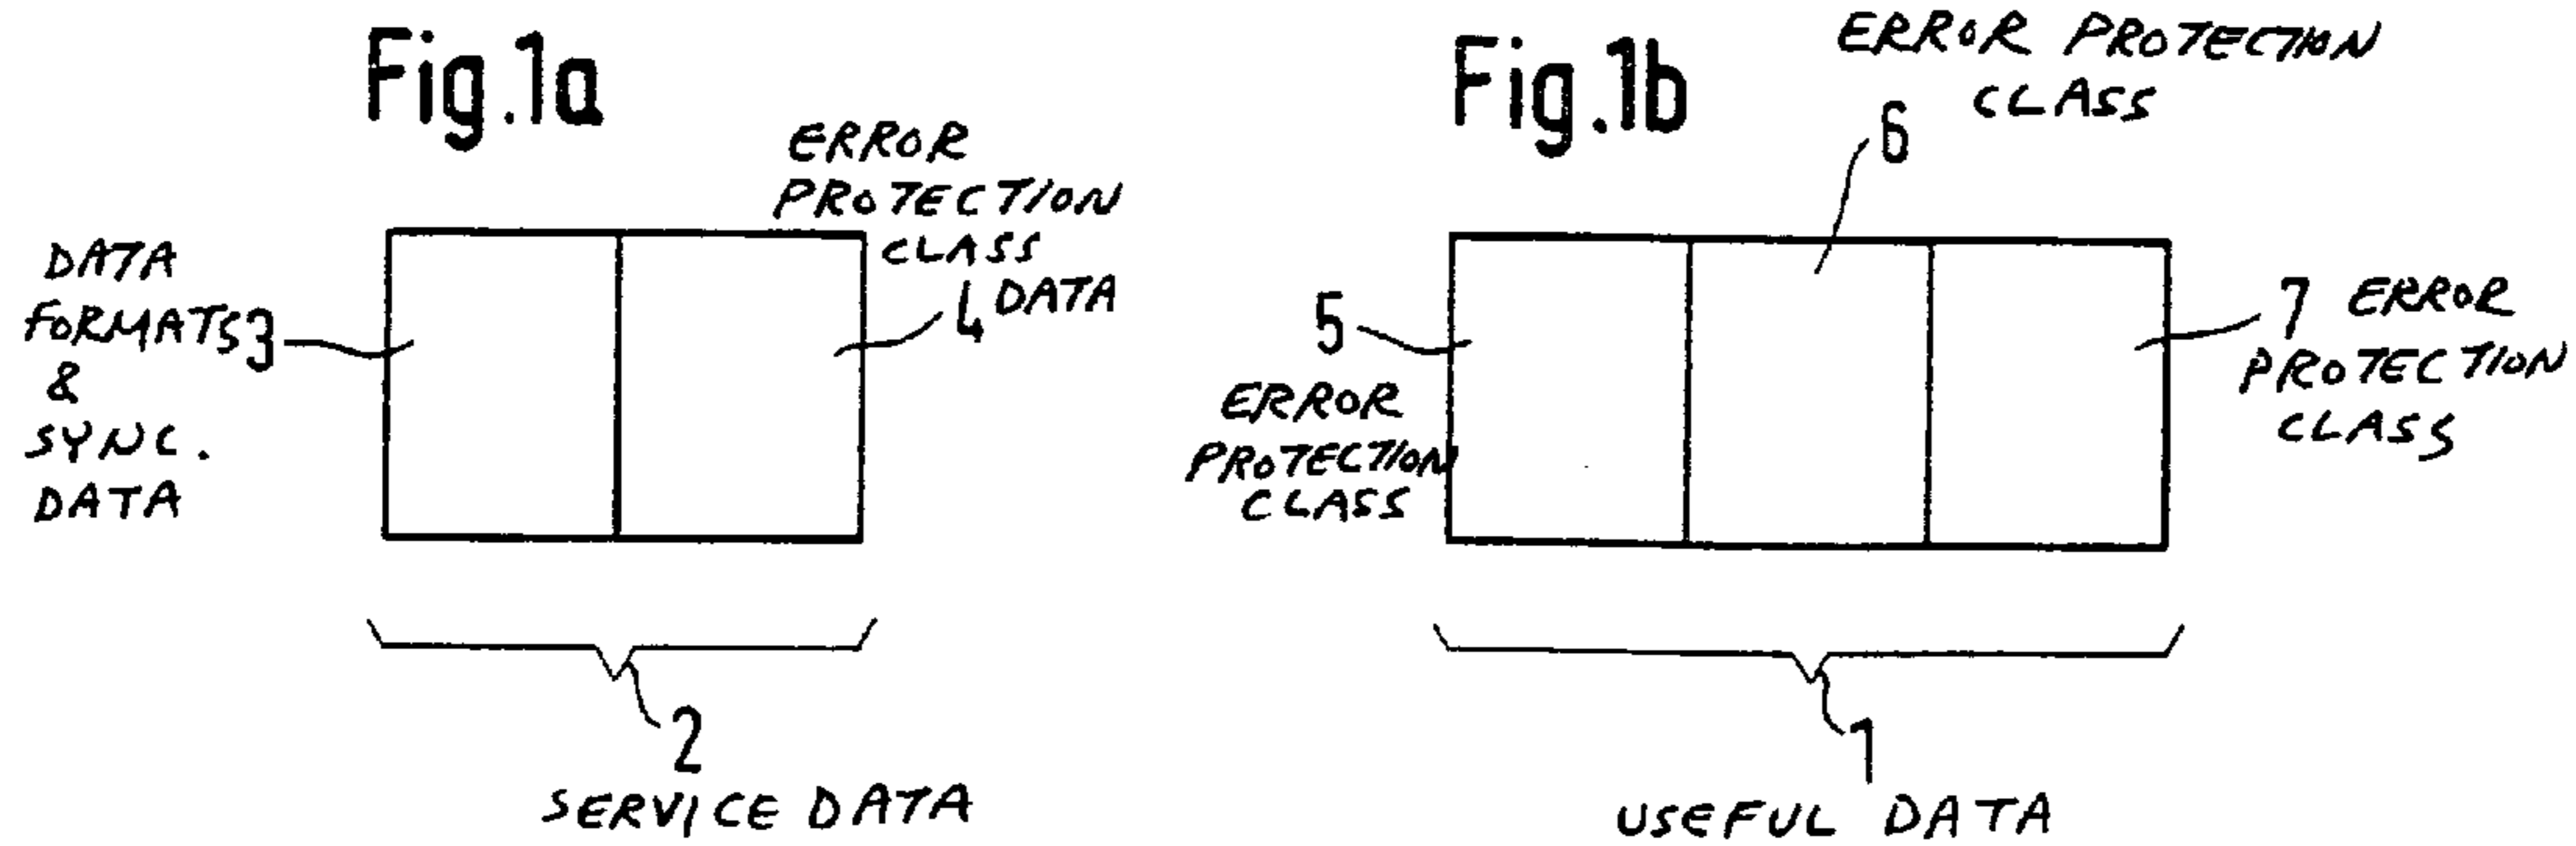 Fig.1a
ERROR
PROTECTION
CLASS
4 DATA
DATA
FORMATS 3
&
SYNC.
DATA
2
SERVICE DATA
Fig.1b
ERROR PROTECTION
CLASS
6
5
ERROR
PROTECTION
CLASS
7 ERROR
PROTECTION
CLASS
1
USEFUL DATA